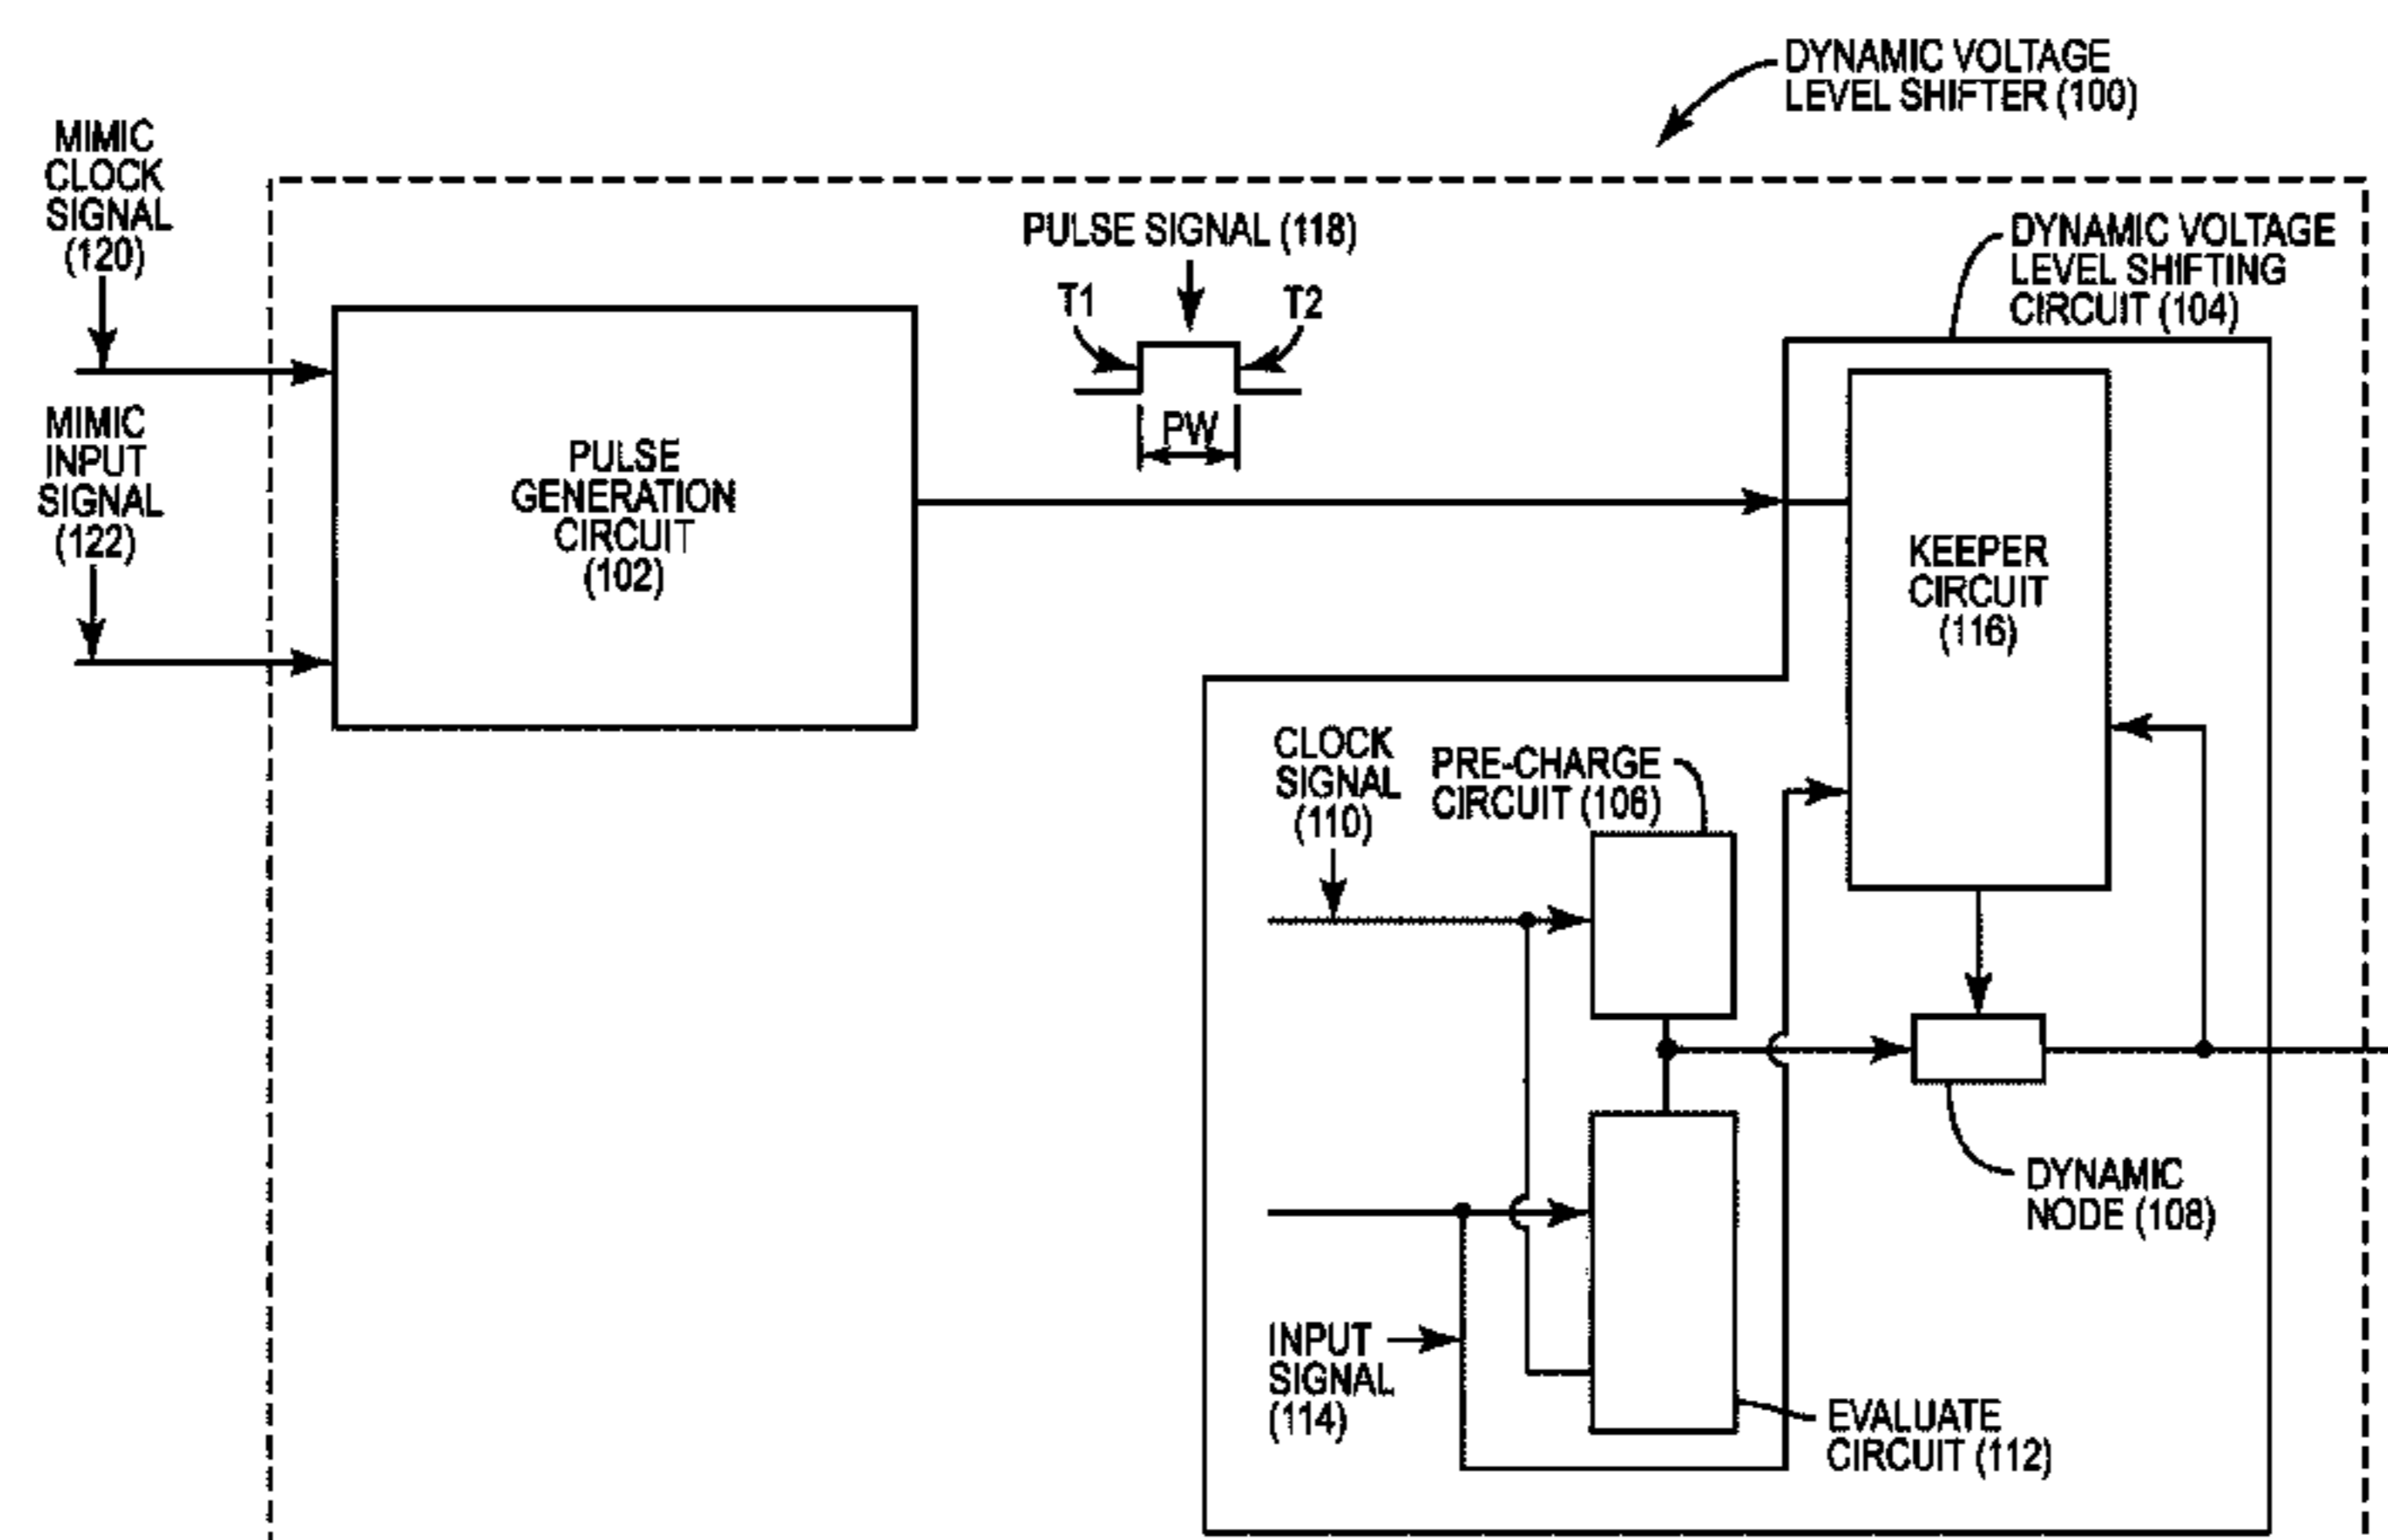 DYNAMIC VOLTAGE
LEVEL SHIFTER (100)
MIMIC
CLOCK
SIGNAL
(120)
PULSE SIGNAL (118)
T1
T2
PW
DYNAMIC VOLTAGE
LEVEL SHIFTING
CIRCUIT (104)
MIMIC
INPUT
SIGNAL
(122)
PULSE
GENERATION
CIRCUIT
(102)
KEEPER
CIRCUIT
(116)
CLOCK
SIGNAL
(110)
PRE-CHARGE
CIRCUIT (106)
DYNAMIC
NODE (108)
INPUT
SIGNAL
(114)
EVALUATE
CIRCUIT (112)